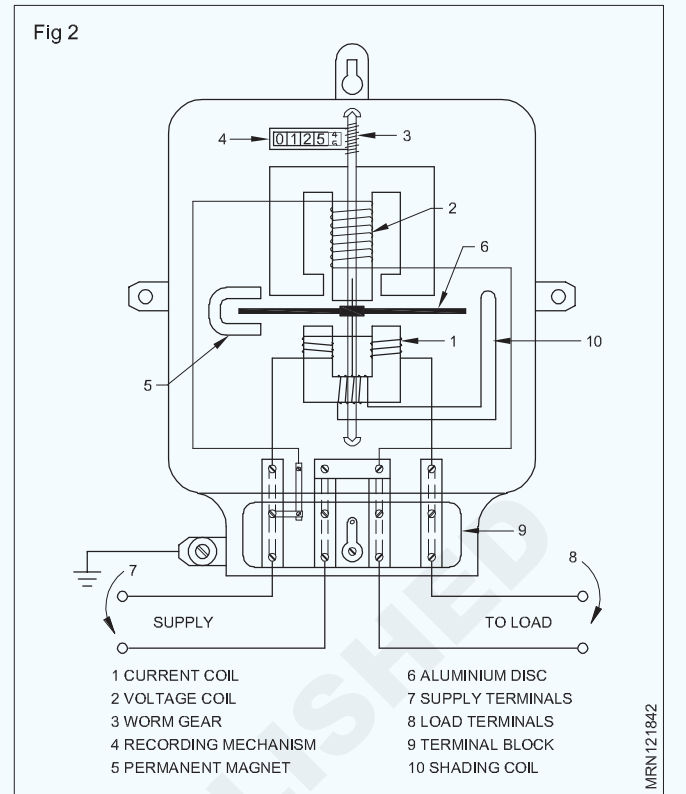 Fig 2
4
0125
3
2
6
1
10
5
9
7
8
SUPPLY
TO LOAD
1 CURRENT COIL
2 VOLTAGE COIL
3 WORM GEAR
4 RECORDING MECHANISM
5 PERMANENT MAGNET
6 ALUMINIUM DISC
7 SUPPLY TERMINALS
8 LOAD TERMINALS
9 TERMINAL BLOCK
10 SHADING COIL
MRN121842